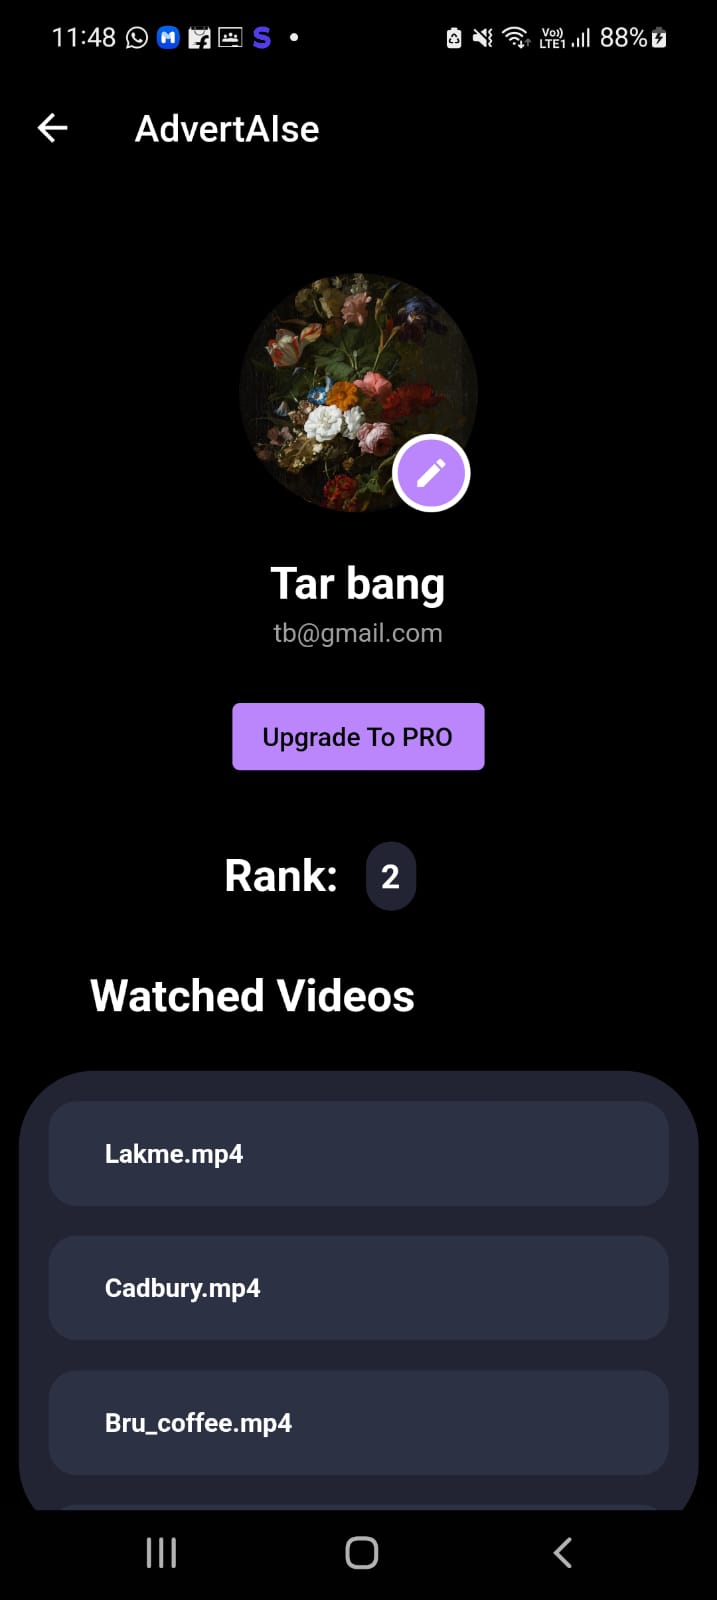 11:48
Vo))
LTE1
88%
AdvertAIse
Tar bang
tb@gmail.com
Upgrade To PRO
Rank: 2
Watched Videos
Lakme.mp4
Cadbury.mp4
Bru_coffee.mp4